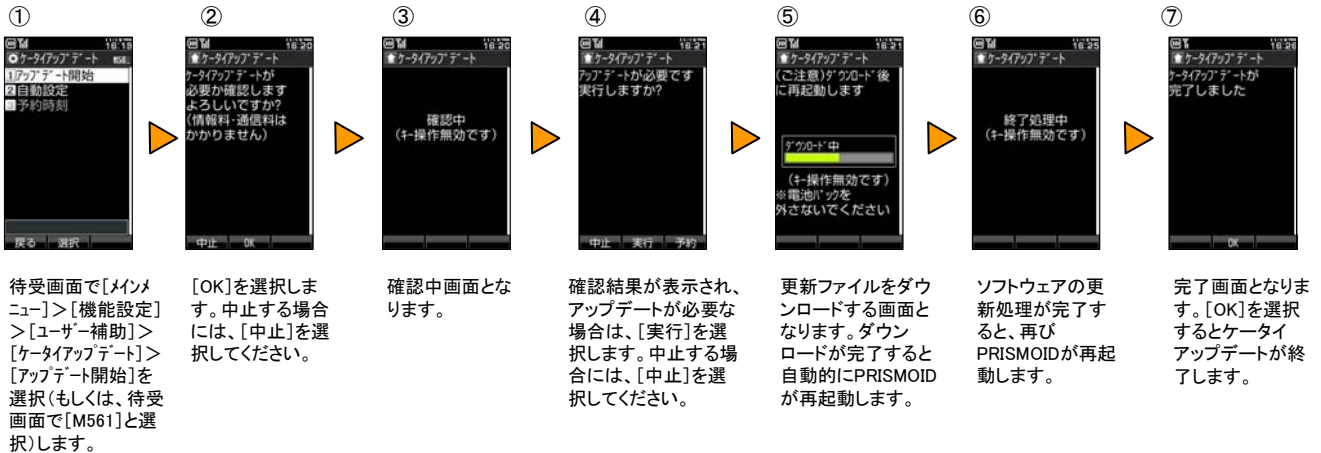 ①
16:19
ケータイアップデート M56_
1アップデート開始
2自動設定
3予約時刻
戻る 選択
待受画面で[メインメ
ニュー]＞[機能設定]
＞[ユーザー補助]＞
[ケータイアップデート]＞
[アップデート開始]を
選択(もしくは、待受
画面で[M561]と選
択)します。
②
16:20
ケータイアップデート
ケータイアップデートが
必要か確認します
よろしいですか?
(情報料・通信料は
かかりません)
中止 OK
[OK]を選択しま
す。中止する場合
には、[中止]を選
択してください。
③
16:20
ケータイアップデート
確認中
(キー操作無効です)
確認中画面とな
ります。
④
16:21
ケータイアップデート
アップデートが必要です
実行しますか?
中止 実行 予約
確認結果が表示され、
アップデートが必要な
場合は、[実行]を選
択します。中止する場
合には、[中止]を選
択してください。
⑤
16:21
ケータイアップデート
(ご注意)ダウンロード後
に再起動します
ダウンロード中
(キー操作無効です)
※電池パックを
外さないでください
更新ファイルをダウ
ンロードする画面と
なります。ダウン
ロードが完了すると
自動的にPRISMOID
が再起動します。
⑥
16:25
ケータイアップデート
終了処理中
(キー操作無効です)
ソフトウェアの更
新処理が完了す
ると、再び
PRISMOIDが再起
動します。
⑦
16:26
ケータイアップデート
ケータイアップデートが
完了しました
OK
完了画面となりま
す。[OK]を選択
するとケータイ
アップデートが終
了します。